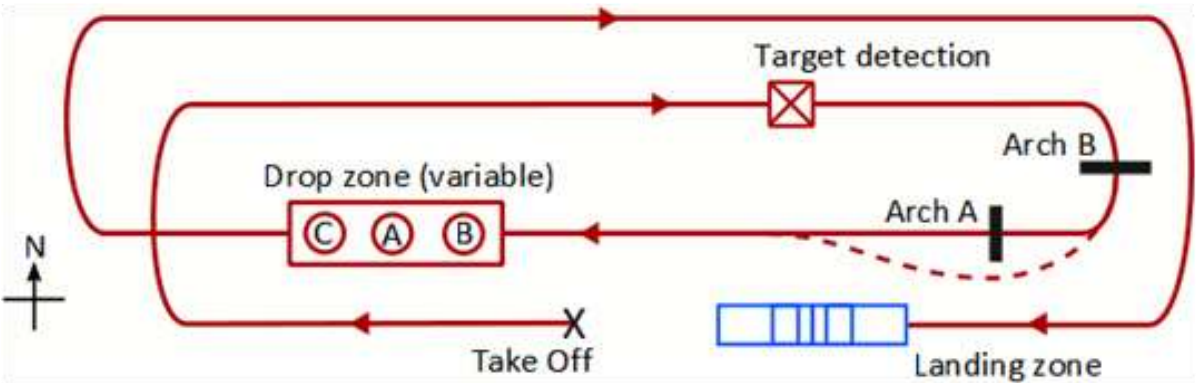 Target detection
Arch B
Drop zone (variable)
Arch A
C A B
N
X
Take Off
Landing zone